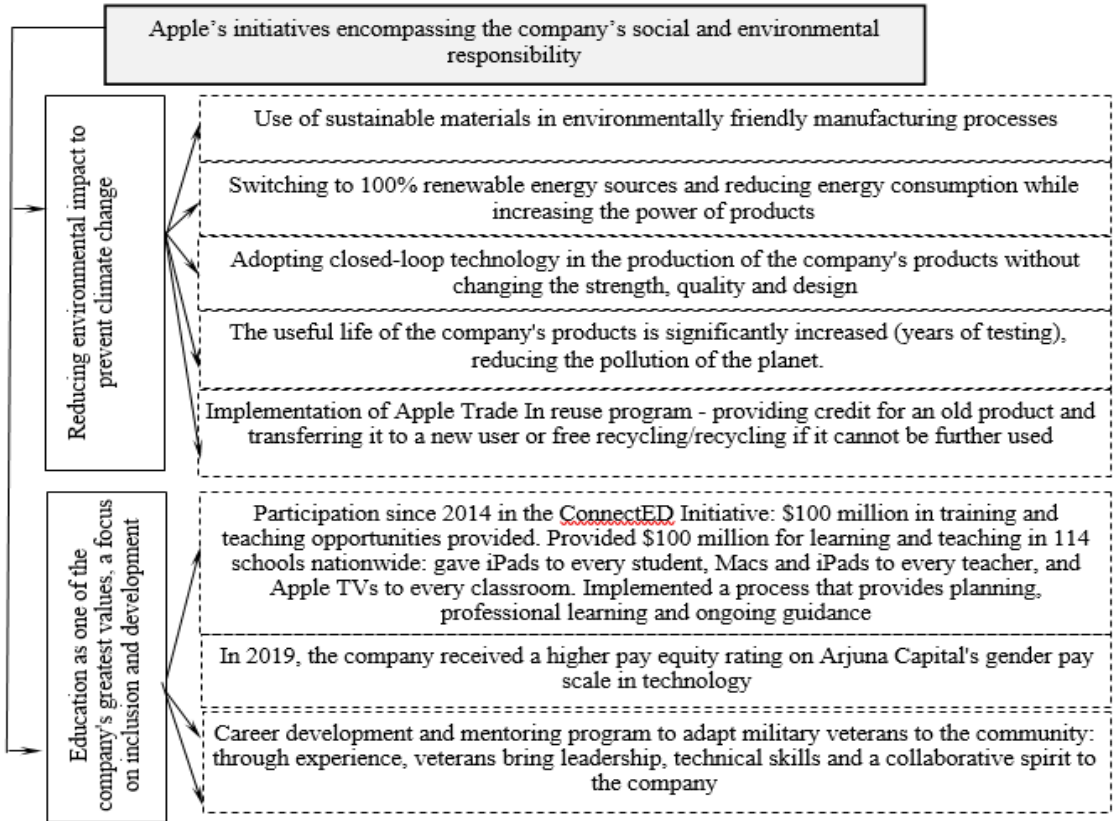 Apple's initiatives encompassing the company's social and environmental
responsibility
Reducing environmental impact to
prevent climate change
Use of sustainable materials in environmentally friendly manufacturing processes
Switching to 100% renewable energy sources and reducing energy consumption while
increasing the power of products
Adopting closed-loop technology in the production of the company's products without
changing the strength, quality and design
The useful life of the company's products is significantly increased (years of testing),
reducing the pollution of the planet.
Implementation of Apple Trade In reuse program - providing credit for an old product and
transferring it to a new user or free recycling/recycling if it cannot be further used
Education as one of the
company's greatest values, a focus
on inclusion and development
Participation since 2014 in the ConnectED Initiative: $100 million in training and
teaching opportunities provided. Provided $100 million for learning and teaching in 114
schools nationwide: gave iPads to every student, Macs and iPads to every teacher, and
Apple TVs to every classroom. Implemented a process that provides planning,
professional learning and ongoing guidance
In 2019, the company received a higher pay equity rating on Arjuna Capital's gender pay
scale in technology
Career development and mentoring program to adapt military veterans to the community:
through experience, veterans bring leadership, technical skills and a collaborative spirit to
the company